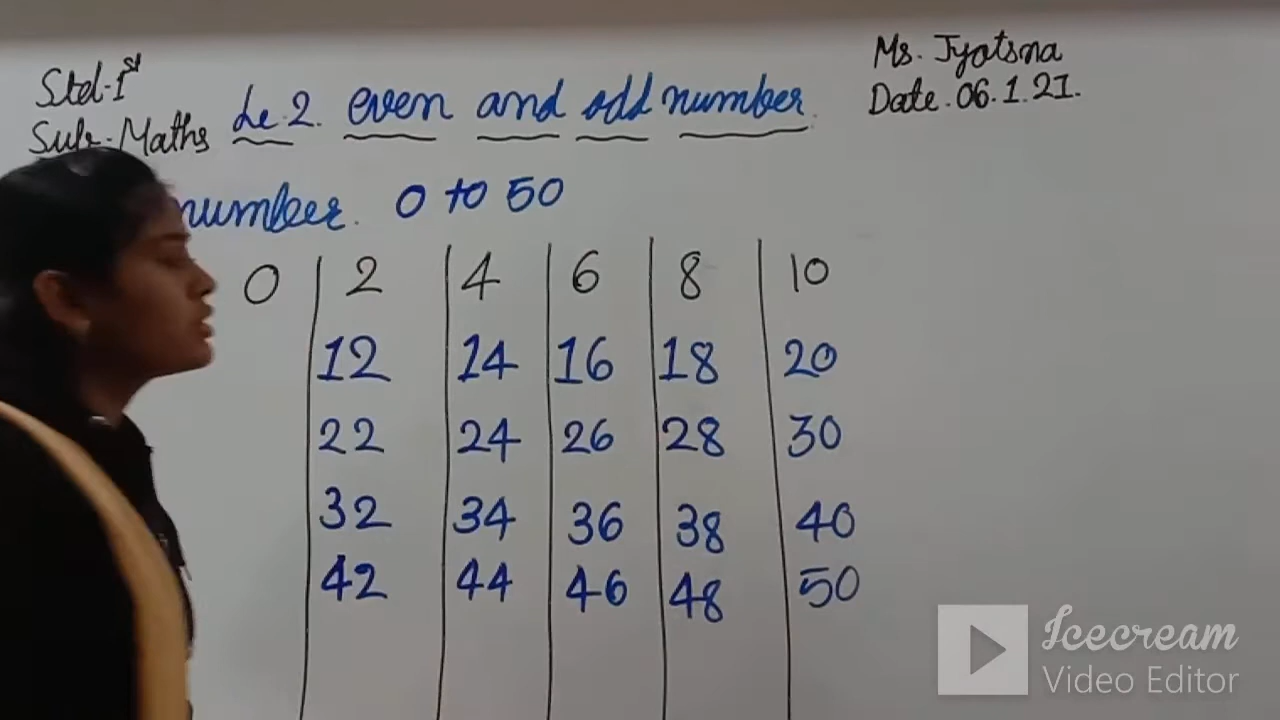 Std-1st
Sub-Maths
Le.2. even and odd number.
Ms. Jyotsna
Date.06.1.21.
number. 0 to 50
0 2 4 6 8 10
12 14 16 18 20
22 24 26 28 30
32 34 36 38 40
42 44 46 48 50
Icecream
Video Editor